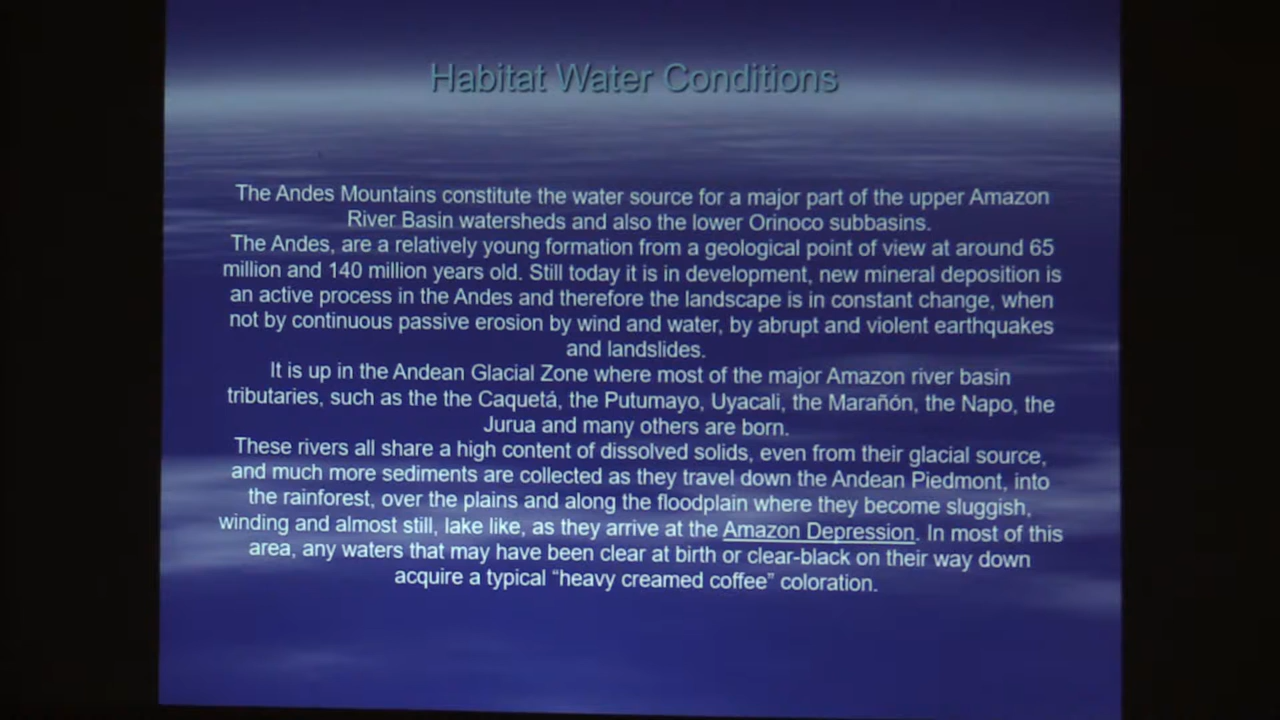 Habitat Water Conditions
The Andes Mountains constitute the water source for a major part of the upper Amazon
River Basin watersheds and also the lower Orinoco subbasins.
The Andes, are a relatively young formation from a geological point of view at around 65
million and 140 million years old. Still today it is in development, new mineral deposition is
an active process in the Andes and therefore the landscape is in constant change, when
not by continuous passive erosion by wind and water, by abrupt and violent earthquakes
and landslides.
It is up in the Andean Glacial Zone where most of the major Amazon river basin
tributaries, such as the the Caquetá, the Putumayo, Uyacali, the Marañón, the Napo, the
Jurua and many others are born.
These rivers all share a high content of dissolved solids, even from their glacial source,
and much more sediments are collected as they travel down the Andean Piedmont, into
the rainforest, over the plains and along the floodplain where they become sluggish,
winding and almost still, lake like, as they arrive at the Amazon Depression. In most of this
area, any waters that may have been clear at birth or clear-black on their way down
acquire a typical “heavy creamed coffee” coloration.